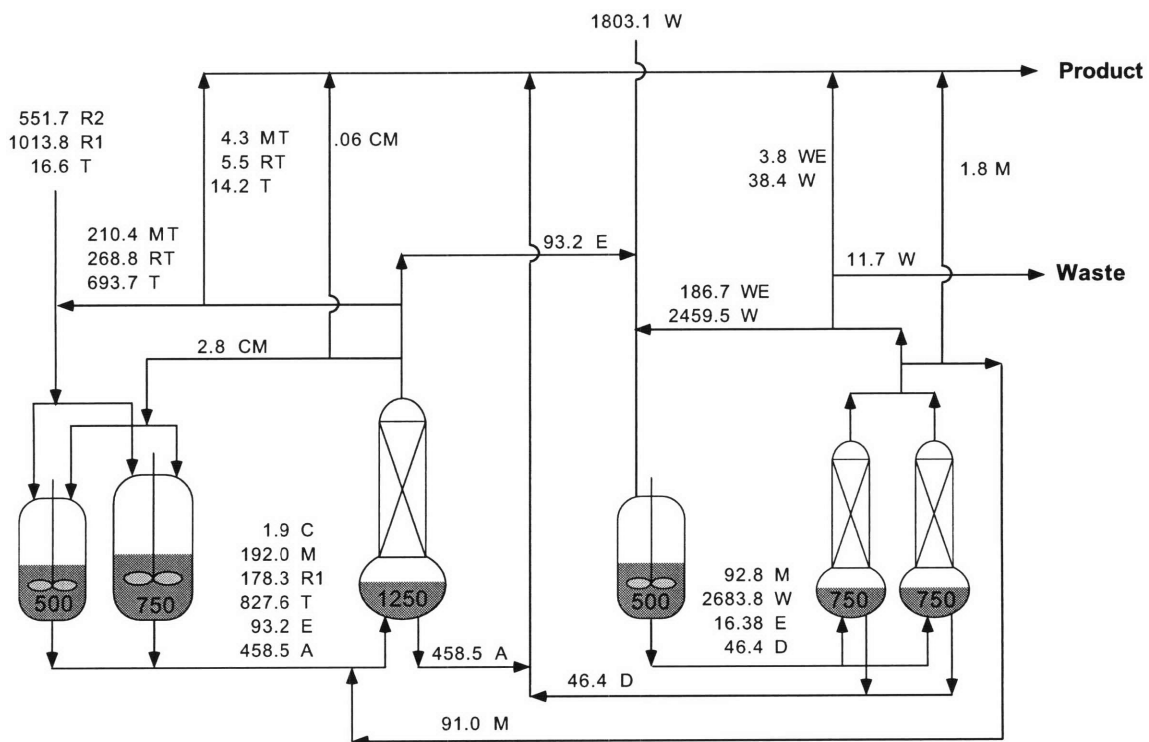 1803.1 W
Product
551.7 R2
1013.8 R1
16.6 T
4.3 MT
5.5 RT
14.2 T
.06 CM
3.8 WE
38.4 W
1.8 M
210.4 MT
268.8 RT
693.7 T
93.2 E
11.7 W
Waste
186.7 WE
2459.5 W
2.8 CM
1.9 C
192.0 M
178.3 R1
827.6 T
93.2 E
458.5 A
500
750
1250
500
92.8 M
2683.8 W
16.38 E
46.4 D
750
750
458.5 A
46.4 D
91.0 M